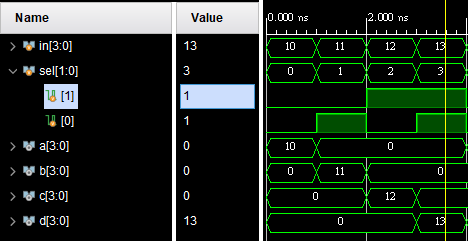 Name Value 0.000 ns 2.000 ns
in[3:0] 13 10 11 12 13
sel[1:0] 3 0 1 2 3
[1] 1
[0] 1
a[3:0] 0 10 0
b[3:0] 0 0 11 0
c[3:0] 0 0 12 0
d[3:0] 13 0 13